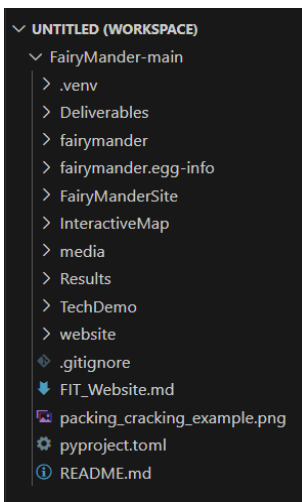 UNTITLED (WORKSPACE)
FairyMander-main
.venv
Deliverables
fairymander
fairymander.egg-info
FairyManderSite
InteractiveMap
media
Results
TechDemo
website
.gitignore
FIT_Website.md
packing_cracking_example.png
pyproject.toml
README.md